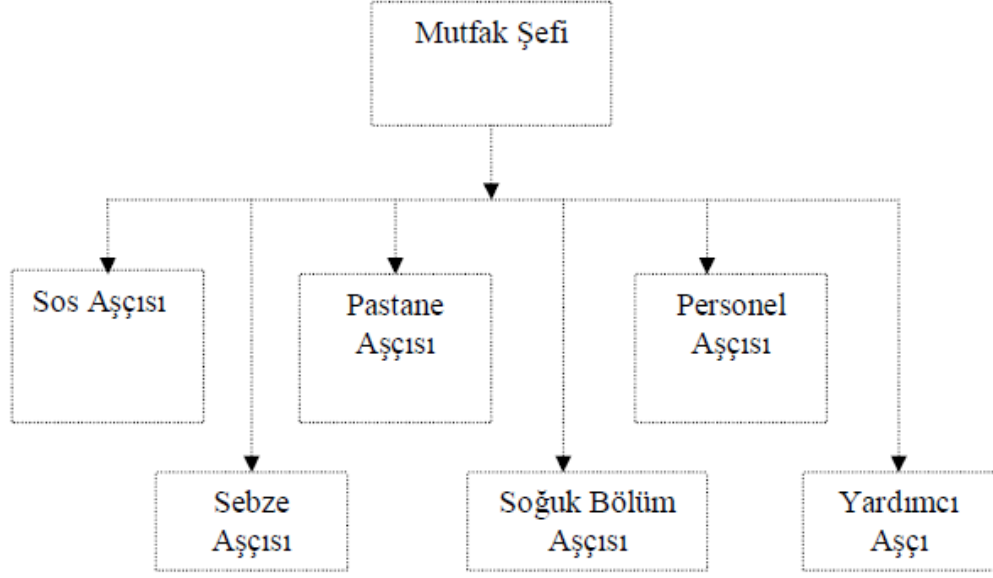 Mutfak Şefi
Sos Aşçısı
Pastane
Aşçısı
Personel
Aşçısı
Sebze
Aşçısı
Soğuk Bölüm
Aşçısı
Yardımcı
Aşçı